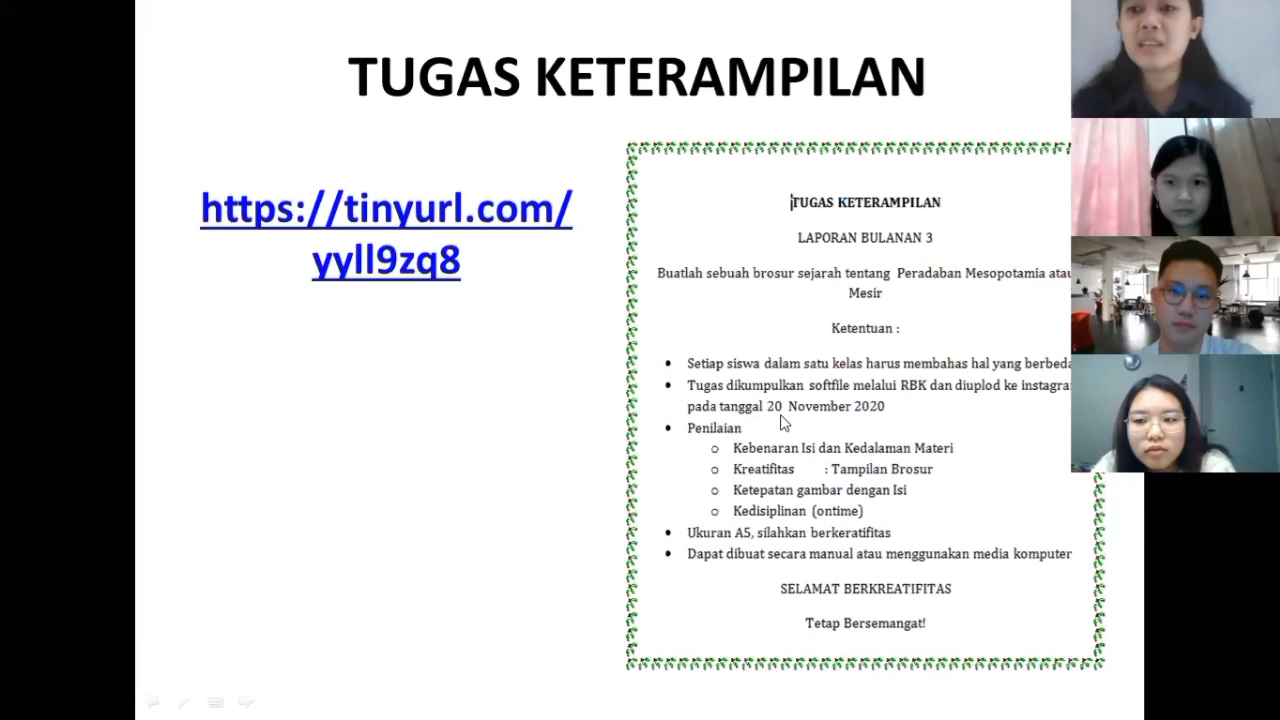 TUGAS KETERAMPILAN
https://tinyurl.com/
yyll9zq8
TUGAS KETERAMPILAN
LAPORAN BULANAN 3
Buatlah sebuah brosur sejarah tentang Peradaban Mesopotamia atau
Mesir
Ketentuan :
Setiap siswa dalam satu kelas harus membahas hal yang berbeda
Tugas dikumpulkan softfile melalui RBK dan diuplod ke
pada tanggal 20 November 2020
Penilaian
Kebenaran Isi dan Kedalaman Materi
Kreatifitas : Tampilan Brosur
Ketepatan gambar dengan Isi
Kedisiplinan (ontime)
Ukuran A5, silahkan berkeratifitas
Dapat dibuat secara manual atau menggunakan media komputer
SELAMAT BERKREATIFITAS
Tetap Bersemangat!